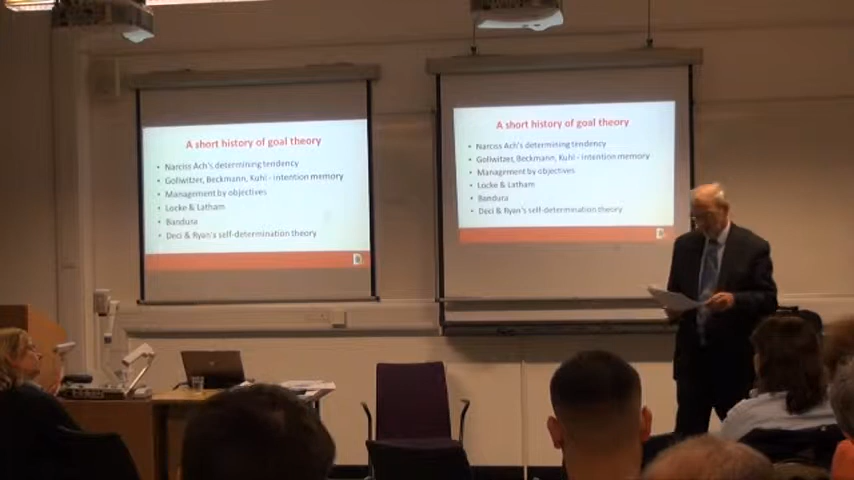 A short history of goal theory
• Narciss Ach's determining tendency
• Gollwitzer, Beckmann, Kuhl - intention memory
• Management by objectives
• Locke & Latham
• Bandura
• Deci & Ryan's self-determination theory
A short history of goal theory
• Narciss Ach's determining tendency
• Gollwitzer, Beckmann, Kuhl - intention memory
• Management by objectives
• Locke & Latham
• Bandura
• Deci & Ryan's self-determination theory